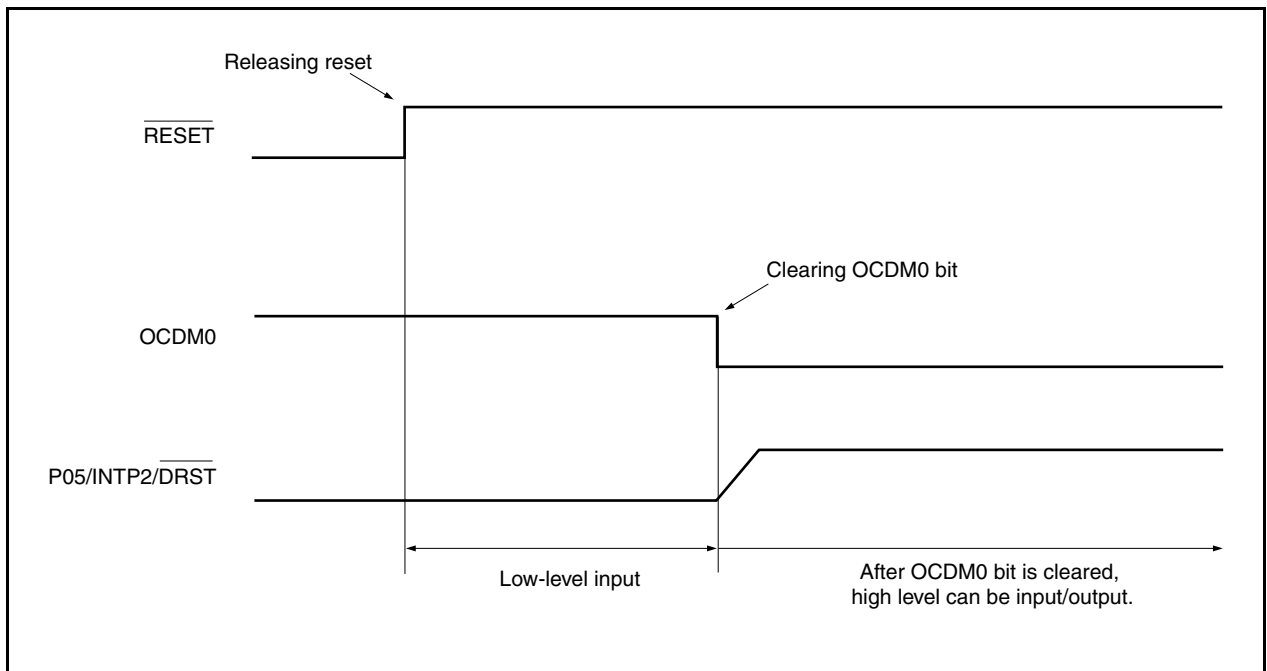 Releasing reset
RESET
Clearing OCDM0 bit
OCDM0
P05/INTP2/DRST
Low-level input
After OCDM0 bit is cleared,
high level can be input/output.